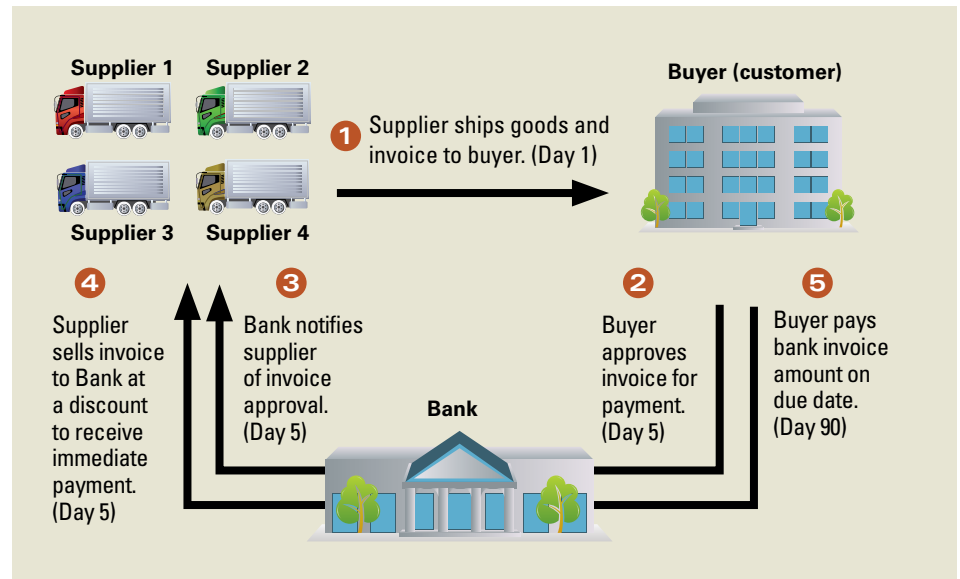 Supplier 1
Supplier 2
Supplier 3
Supplier 4
Buyer (customer)
1
Supplier ships goods and
invoice to buyer. (Day 1)
4
Supplier
sells invoice
to Bank at
a discount
to receive
immediate
payment.
(Day 5)
3
Bank notifies
supplier
of invoice
approval.
(Day 5)
Bank
2
Buyer
approves
invoice for
payment.
(Day 5)
5
Buyer pays
bank invoice
amount on
due date.
(Day 90)